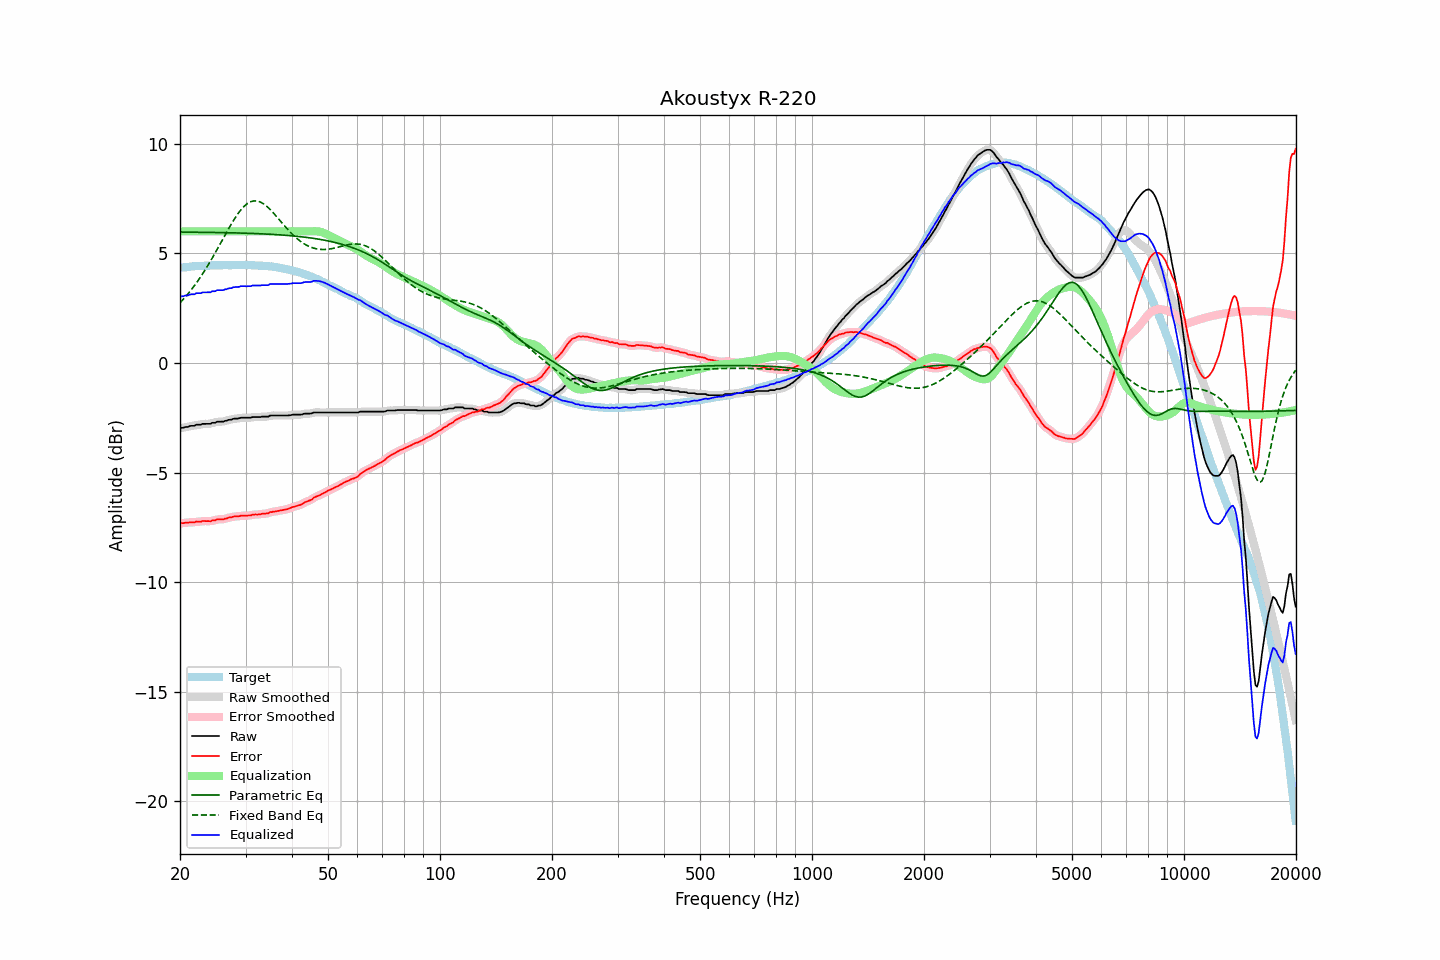 Akoustyx R-220
10
5
0
−5
−10
−15
−20
Amplitude (dBr)
Target
Raw Smoothed
Error Smoothed
Raw
Error
Equalization
Parametric Eq
Fixed Band Eq
Equalized
20 50 100 200 500 1000 2000 5000 10000 20000
Frequency (Hz)